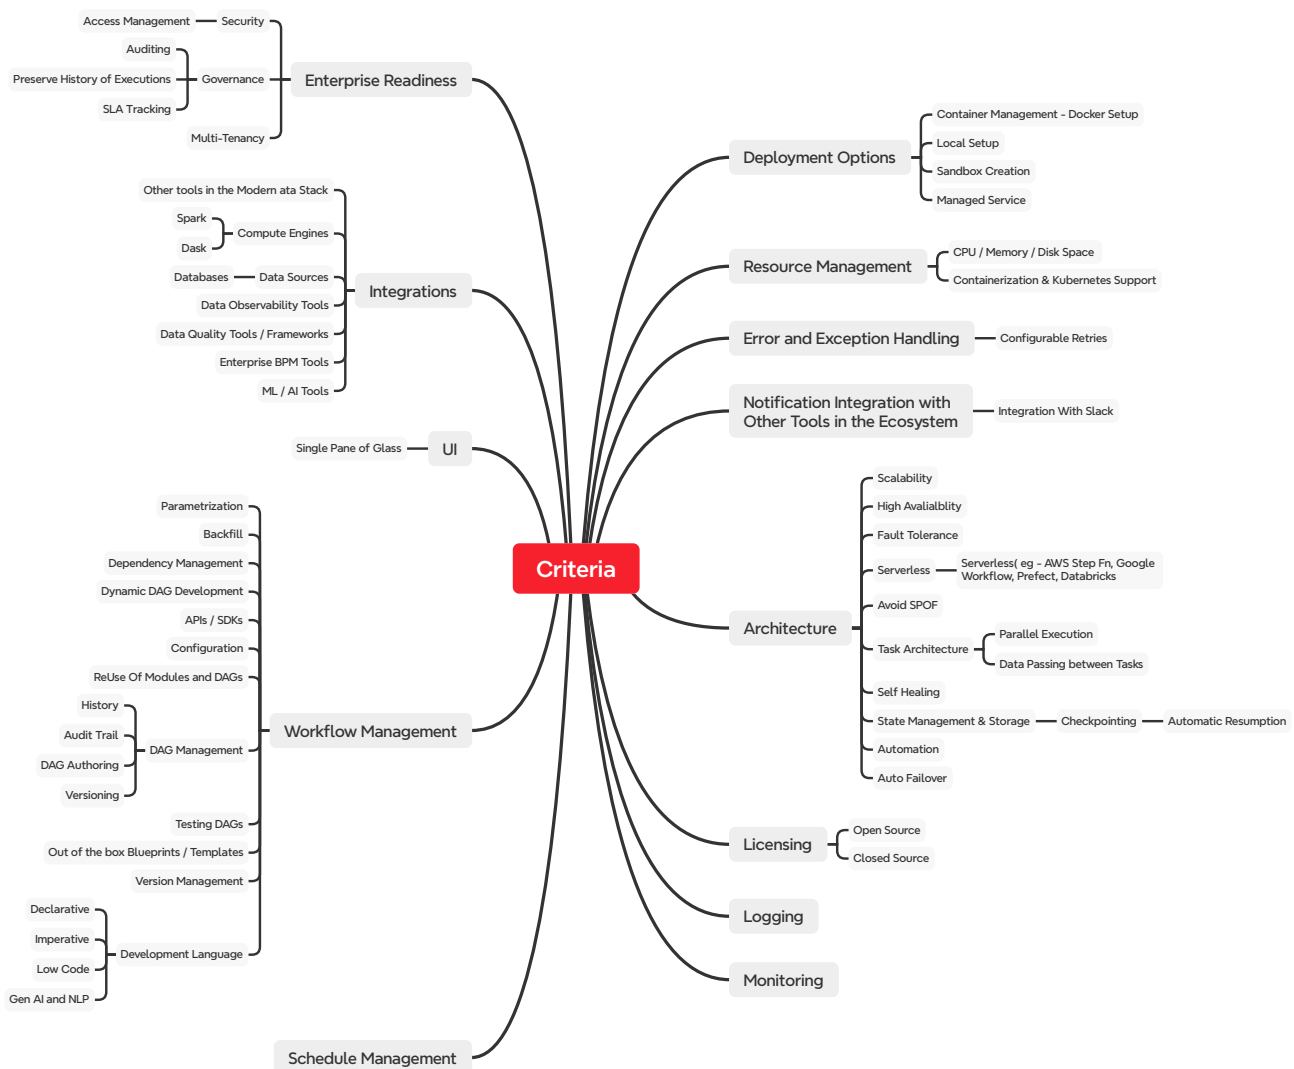 Criteria
Enterprise Readiness
Security
Access Management
Governance
Auditing
Preserve History of Executions
SLA Tracking
Multi-Tenancy
Integrations
Other tools in the Modern ata Stack
Compute Engines
Spark
Dask
Data Sources
Databases
Data Observability Tools
Data Quality Tools / Frameworks
Enterprise BPM Tools
ML / AI Tools
UI
Single Pane of Glass
Workflow Management
Parametrization
Backfill
Dependency Management
Dynamic DAG Development
APIs / SDKs
Configuration
ReUse Of Modules and DAGs
DAG Management
History
Audit Trail
DAG Authoring
Versioning
Testing DAGs
Out of the box Blueprints / Templates
Version Management
Development Language
Declarative
Imperative
Low Code
Gen AI and NLP
Schedule Management
Deployment Options
Container Management - Docker Setup
Local Setup
Sandbox Creation
Managed Service
Resource Management
CPU / Memory / Disk Space
Containerization & Kubernetes Support
Error and Exception Handling
Configurable Retries
Notification Integration with
Other Tools in the Ecosystem
Integration With Slack
Architecture
Scalability
High Avalialblity
Fault Tolerance
Serverless
Serverless( eg - AWS Step Fn, Google
Workflow, Prefect, Databricks
Avoid SPOF
Task Architecture
Parallel Execution
Data Passing between Tasks
Self Healing
State Management & Storage
Checkpointing
Automatic Resumption
Automation
Auto Failover
Licensing
Open Source
Closed Source
Logging
Monitoring